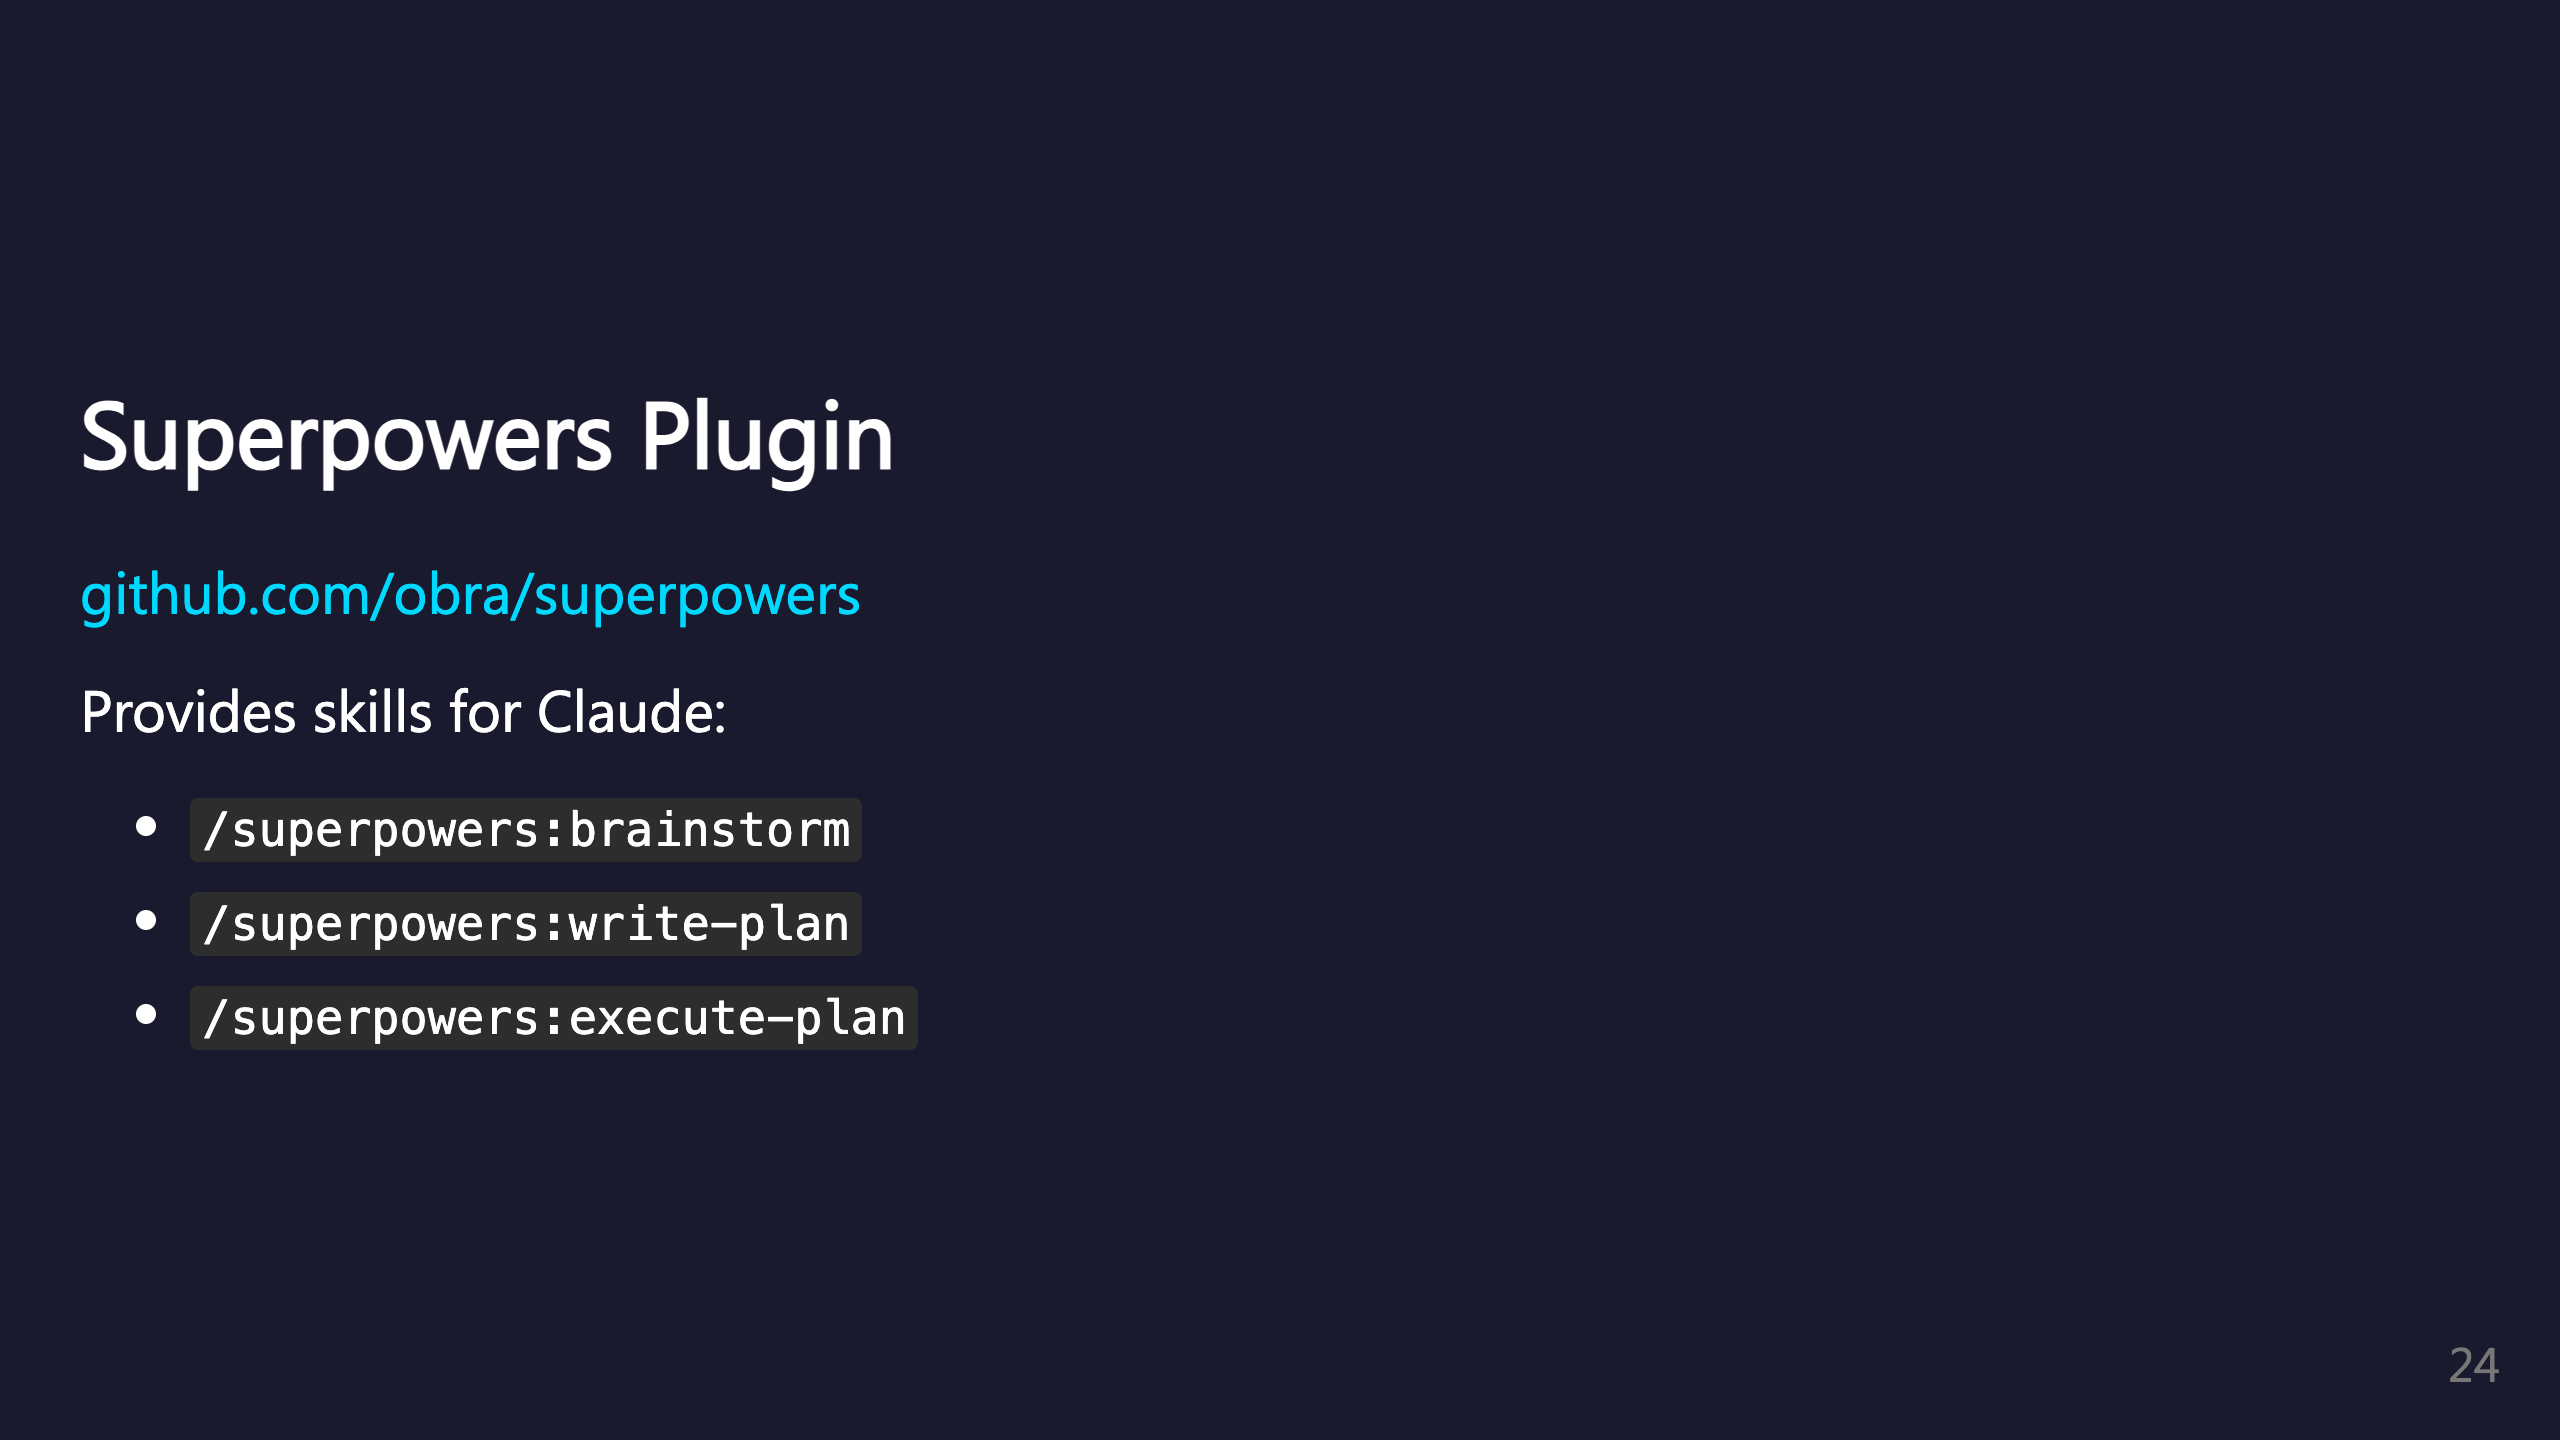 Superpowers Plugin
github.com/obra/superpowers
Provides skills for Claude:
• /superpowers:brainstorm
• /superpowers:write-plan
• /superpowers:execute-plan
24